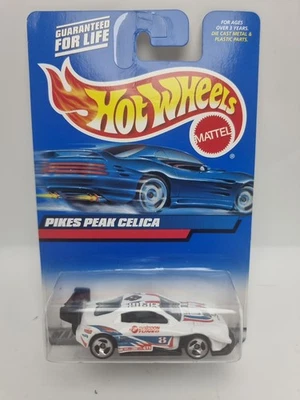 GUARANTEED
FOR LIFE
FOR AGES
OVER 3 YEARS
DIE CAST METAL &
PLASTIC PARTS.
Hot Wheels
MATTEL
PIKES PEAK CELICA
8